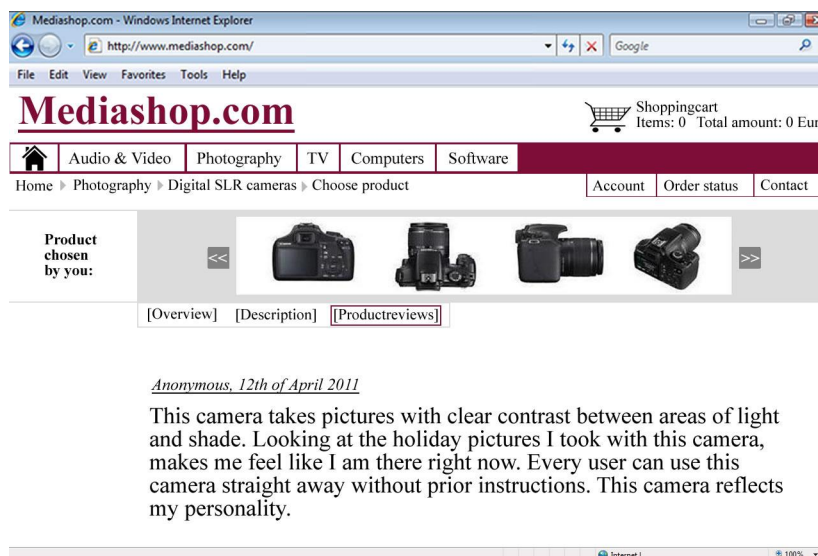 Mediashop.com - Windows Internet Explorer
http://www.mediashop.com/
Google
File Edit View Favorites Tools Help
Mediashop.com
Shoppingcart
Items: 0 Total amount: 0 Eur
Audio & Video Photography TV Computers Software
Home Photography Digital SLR cameras Choose product
Account Order status Contact
Product
chosen
by you:
<< >>
[Overview] [Description] [Productreviews]
Anonymous, 12th of April 2011
This camera takes pictures with clear contrast between areas of light
and shade. Looking at the holiday pictures I took with this camera,
makes me feel like I am there right now. Every user can use this
camera straight away without prior instructions. This camera reflects
my personality.
Internet |
100%